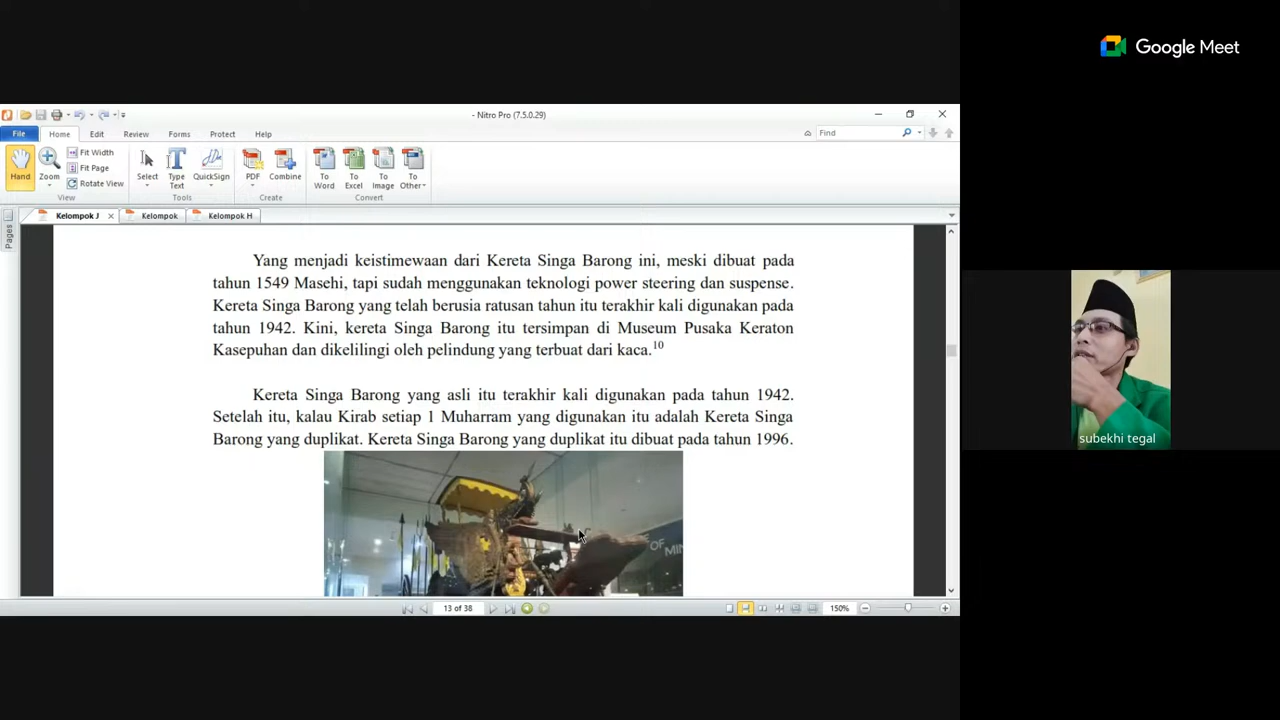 Google Meet
- Nitro Pro (7.5.0.29)
File Home Edit Review Forms Protect Help
Find
Hand
Zoom
Fit Width
Fit Page
Rotate View
View
Select
Type Text
QuickSign
Tools
PDF
Combine
Create
To Word
To Excel
To Image
To Other
Convert
Pages
Kelompok J
Kelompok
Kelompok H
Yang menjadi keistimewaan dari Kereta Singa Barong ini, meski dibuat pada
tahun 1549 Masehi, tapi sudah menggunakan teknologi power steering dan suspense.
Kereta Singa Barong yang telah berusia ratusan tahun itu terakhir kali digunakan pada
tahun 1942. Kini, kereta Singa Barong itu tersimpan di Museum Pusaka Keraton
Kasepuhan dan dikelilingi oleh pelindung yang terbuat dari kaca.10
Kereta Singa Barong yang asli itu terakhir kali digunakan pada tahun 1942.
Setelah itu, kalau Kirab setiap 1 Muharram yang digunakan itu adalah Kereta Singa
Barong yang duplikat. Kereta Singa Barong yang duplikat itu dibuat pada tahun 1996.
OF
13 of 38
150%
subekhi tegal